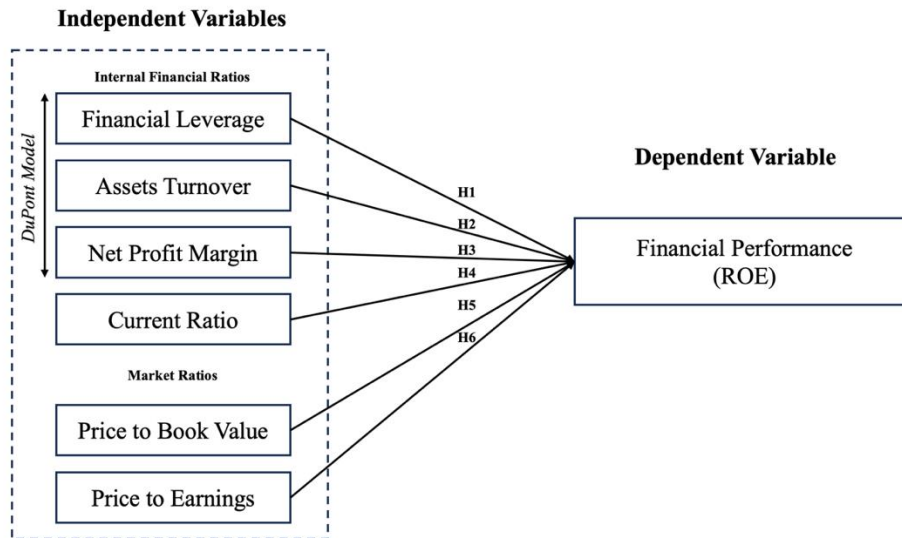 Independent Variables
Internal Financial Ratios
DuPont Model
Financial Leverage
Assets Turnover
Net Profit Margin
Current Ratio
Market Ratios
Price to Book Value
Price to Earnings
H1
H2
H3
H4
H5
H6
Dependent Variable
Financial Performance
(ROE)